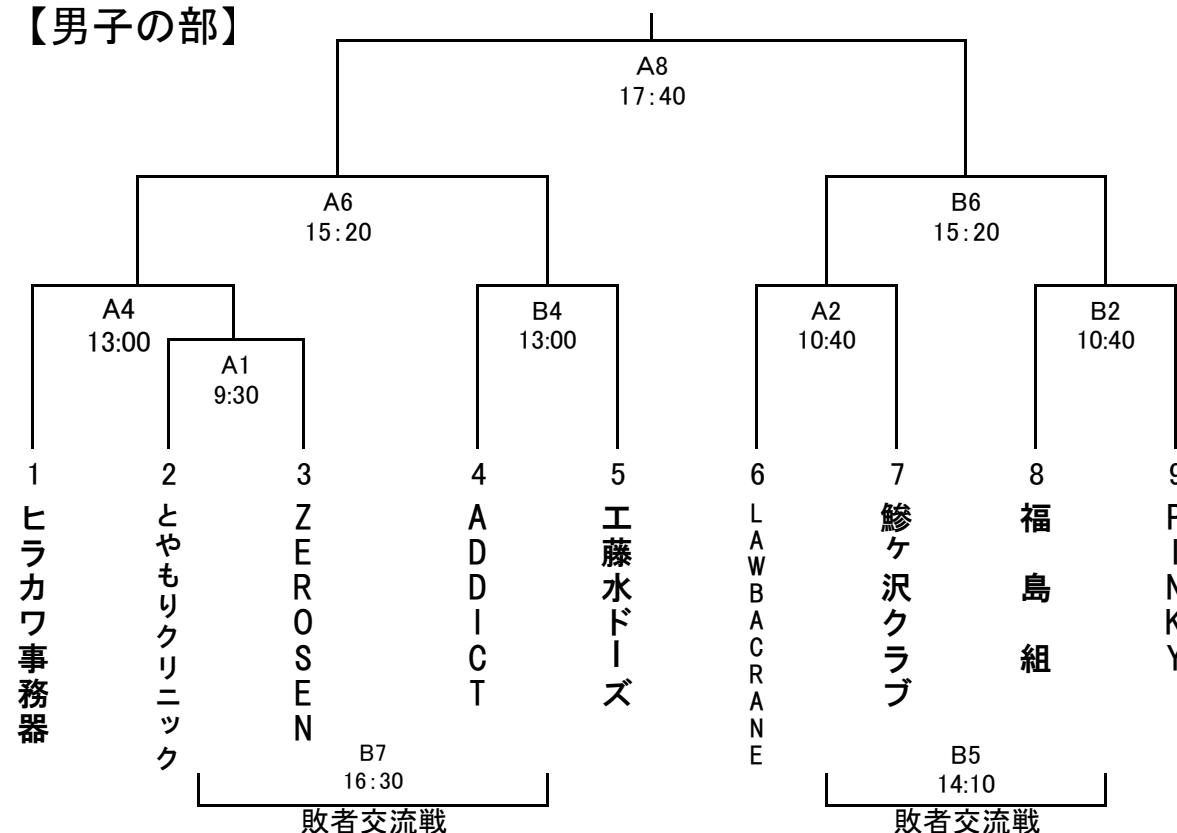 【男子の部】
A8
17:40
A6
15:20
B6
15:20
A4
13:00
B4
13:00
A2
10:40
B2
10:40
A1
9:30
1
2
3
4
5
6
7
8
9
ヒラカワ事務器
とやもりクリニック
ZEROSEN
ADDICT
工藤水ドーズ
LAWBACRANE
鰺ヶ沢クラブ
福島組
PINKY
B7
16:30
敗者交流戦
B5
14:10
敗者交流戦